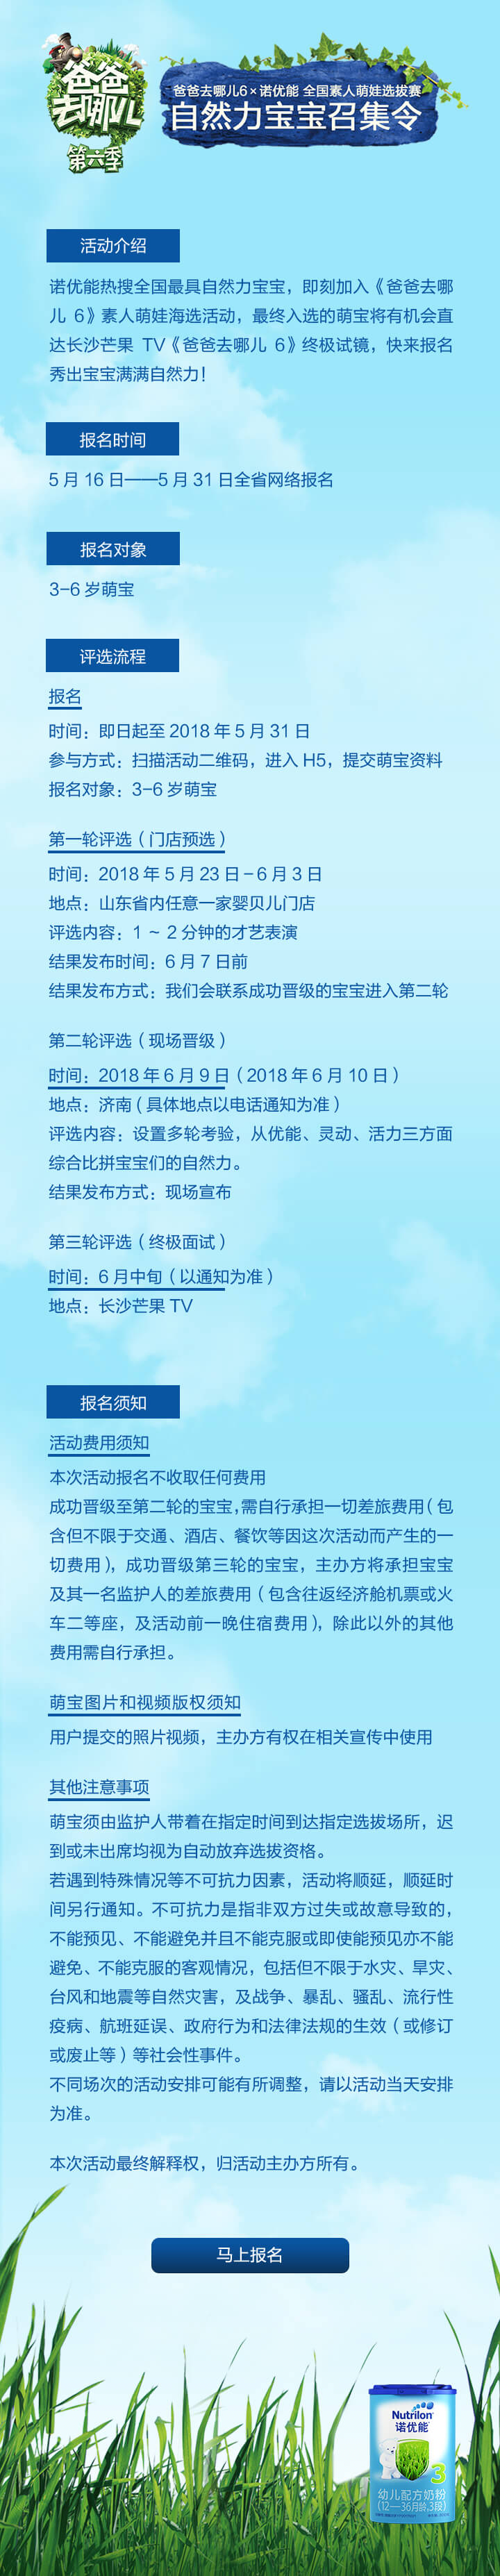 爸爸
去哪儿
第六季
爸爸去哪儿6×诺优能 全国素人萌娃选拔赛
自然力宝宝召集令
活动介绍
诺优能热搜全国最具自然力宝宝，即刻加入《爸爸去哪
儿 6》素人萌娃海选活动，最终入选的萌宝将有机会直
达长沙芒果 TV《爸爸去哪儿 6》终极试镜，快来报名
秀出宝宝满满自然力！
报名时间
5 月 16 日——5 月 31 日全省网络报名
报名对象
3-6 岁萌宝
评选流程
报名
时间：即日起至 2018 年 5 月 31 日
参与方式：扫描活动二维码，进入 H5，提交萌宝资料
报名对象：3-6 岁萌宝
第一轮评选（门店预选）
时间：2018 年 5 月 23 日 - 6 月 3 日
地点：山东省内任意一家婴贝儿门店
评选内容：1 ~ 2 分钟的才艺表演
结果发布时间：6 月 7 日前
结果发布方式：我们会联系成功晋级的宝宝进入第二轮
第二轮评选（现场晋级）
时间：2018 年 6 月 9 日（2018 年 6 月 10 日）
地点：济南（具体地点以电话通知为准）
评选内容：设置多轮考验，从优能、灵动、活力三方面
综合比拼宝宝们的自然力。
结果发布方式：现场宣布
第三轮评选（终极面试）
时间：6 月中旬（以通知为准）
地点：长沙芒果 TV
报名须知
活动费用须知
本次活动报名不收取任何费用
成功晋级至第二轮的宝宝，需自行承担一切差旅费用（包
含但不限于交通、酒店、餐饮等因这次活动而产生的一
切费用），成功晋级第三轮的宝宝，主办方将承担宝宝
及其一名监护人的差旅费用（包含往返经济舱机票或火
车二等座，及活动前一晚住宿费用），除此以外的其他
费用需自行承担。
萌宝图片和视频版权须知
用户提交的照片视频，主办方有权在相关宣传中使用
其他注意事项
萌宝须由监护人带着在指定时间到达指定选拔场所，迟
到或未出席均视为自动放弃选拔资格。
若遇到特殊情况等不可抗力因素，活动将顺延，顺延时
间另行通知。不可抗力是指非双方过失或故意导致的，
不能预见、不能避免并且不能克服或即使能预见亦不能
避免、不能克服的客观情况，包括但不限于水灾、旱灾、
台风和地震等自然灾害，及战争、暴乱、骚乱、流行性
疫病、航班延误、政府行为和法律法规的生效（或修订
或废止等）等社会性事件。
不同场次的活动安排可能有所调整，请以活动当天安排
为准。
本次活动最终解释权，归活动主办方所有。
马上报名
Nutrilon
诺优能
3
幼儿配方奶粉
(12—36月龄,3段)